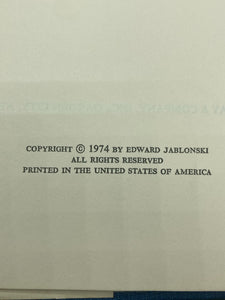 COPYRIGHT © 1974 BY EDWARD JABLONSKI
ALL RIGHTS RESERVED
PRINTED IN THE UNITED STATES OF AMERICA